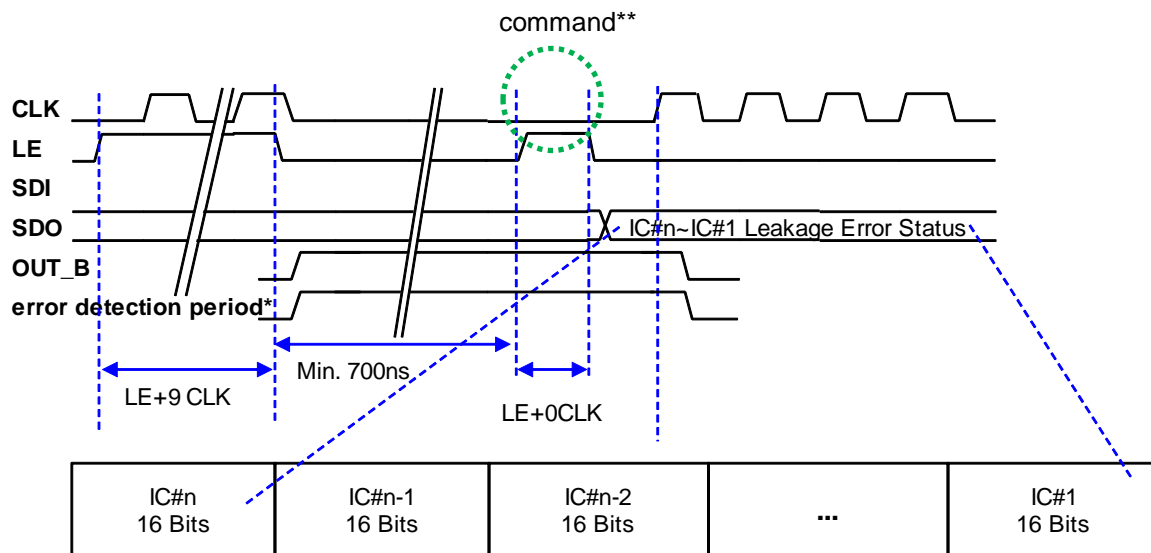 command**
CLK
LE
SDI
SDO
IC#n~IC#1 Leakage Error Status
OUT_B
error detection period*
Min. 700ns
LE+9 CLK
LE+0CLK
IC#n
16 Bits
IC#n-1
16 Bits
IC#n-2
16 Bits
...
IC#1
16 Bits